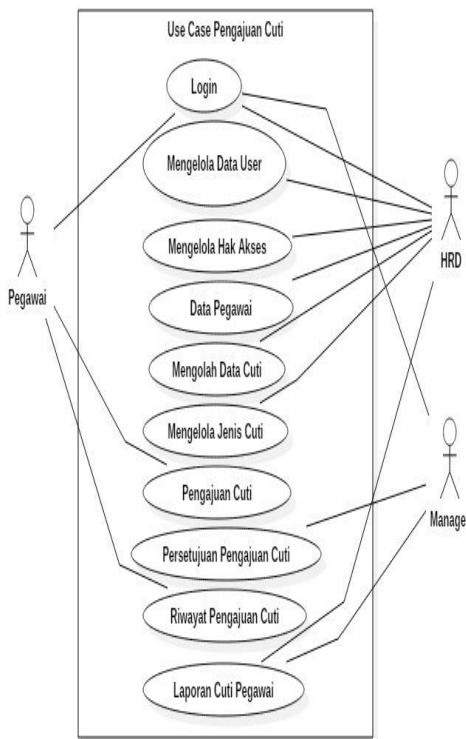 Use Case Pengajuan Cuti
Login
Mengelola Data User
Mengelola Hak Akses
Data Pegawai
Mengolah Data Cuti
Mengelola Jenis Cuti
Pengajuan Cuti
Persetujuan Pengajuan Cuti
Riwayat Pengajuan Cuti
Laporan Cuti Pegawai
Pegawai
HRD
Manage